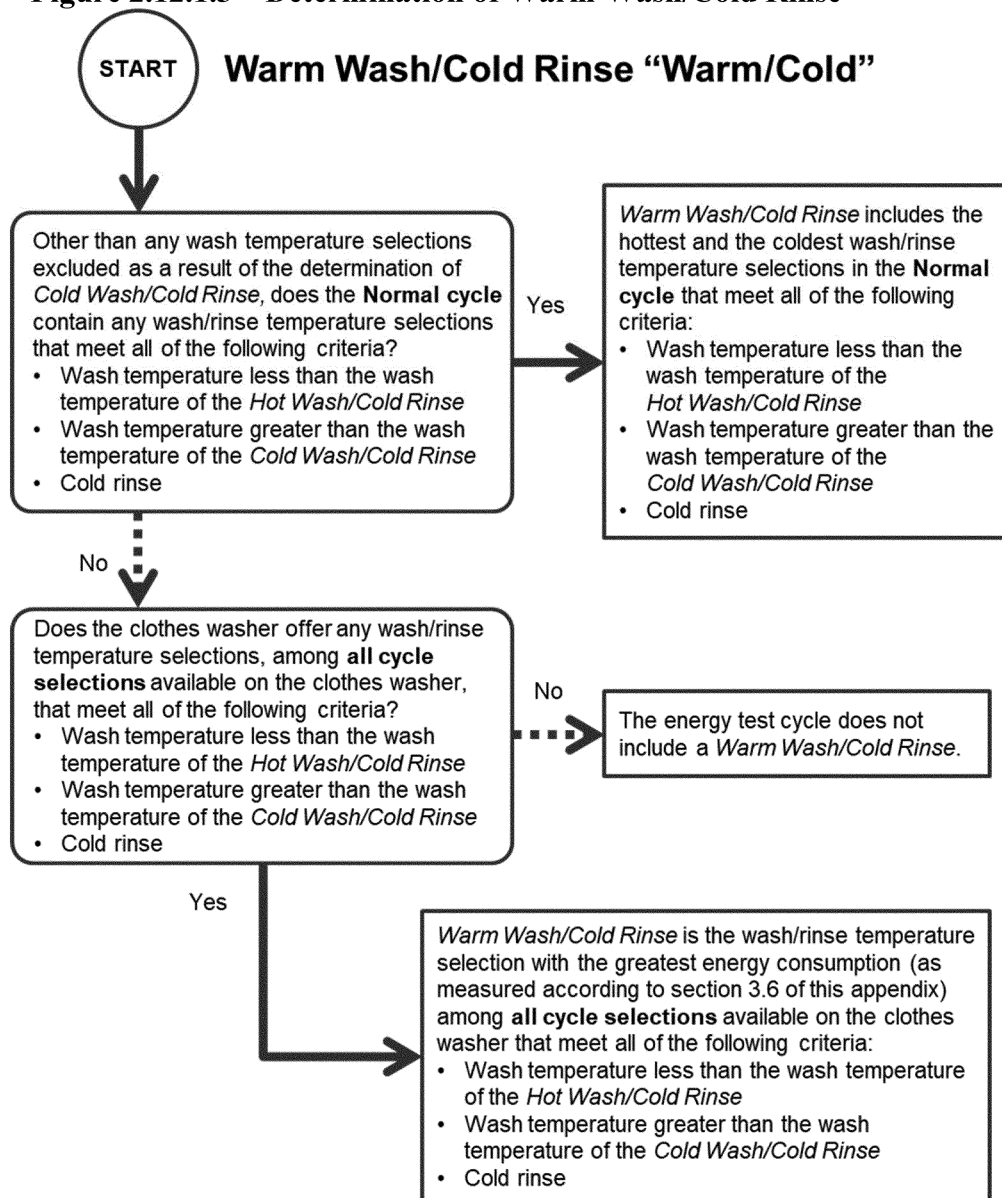 Figure 2.12.1.3 – Determination of Warm Wash/Cold Rinse
START
Warm Wash/Cold Rinse “Warm/Cold”
Other than any wash temperature selections
excluded as a result of the determination of
Cold Wash/Cold Rinse, does the Normal cycle
contain any wash/rinse temperature selections
that meet all of the following criteria?
• Wash temperature less than the wash
temperature of the Hot Wash/Cold Rinse
• Wash temperature greater than the wash
temperature of the Cold Wash/Cold Rinse
• Cold rinse
Yes
Warm Wash/Cold Rinse includes the
hottest and the coldest wash/rinse
temperature selections in the Normal
cycle that meet all of the following
criteria:
• Wash temperature less than the
wash temperature of the
Hot Wash/Cold Rinse
• Wash temperature greater than the
wash temperature of the
Cold Wash/Cold Rinse
• Cold rinse
No
Does the clothes washer offer any wash/rinse
temperature selections, among all cycle
selections available on the clothes washer,
that meet all of the following criteria?
• Wash temperature less than the wash
temperature of the Hot Wash/Cold Rinse
• Wash temperature greater than the wash
temperature of the Cold Wash/Cold Rinse
• Cold rinse
No
The energy test cycle does not
include a Warm Wash/Cold Rinse.
Yes
Warm Wash/Cold Rinse is the wash/rinse temperature
selection with the greatest energy consumption (as
measured according to section 3.6 of this appendix)
among all cycle selections available on the clothes
washer that meet all of the following criteria:
• Wash temperature less than the wash temperature
of the Hot Wash/Cold Rinse
• Wash temperature greater than the wash
temperature of the Cold Wash/Cold Rinse
• Cold rinse